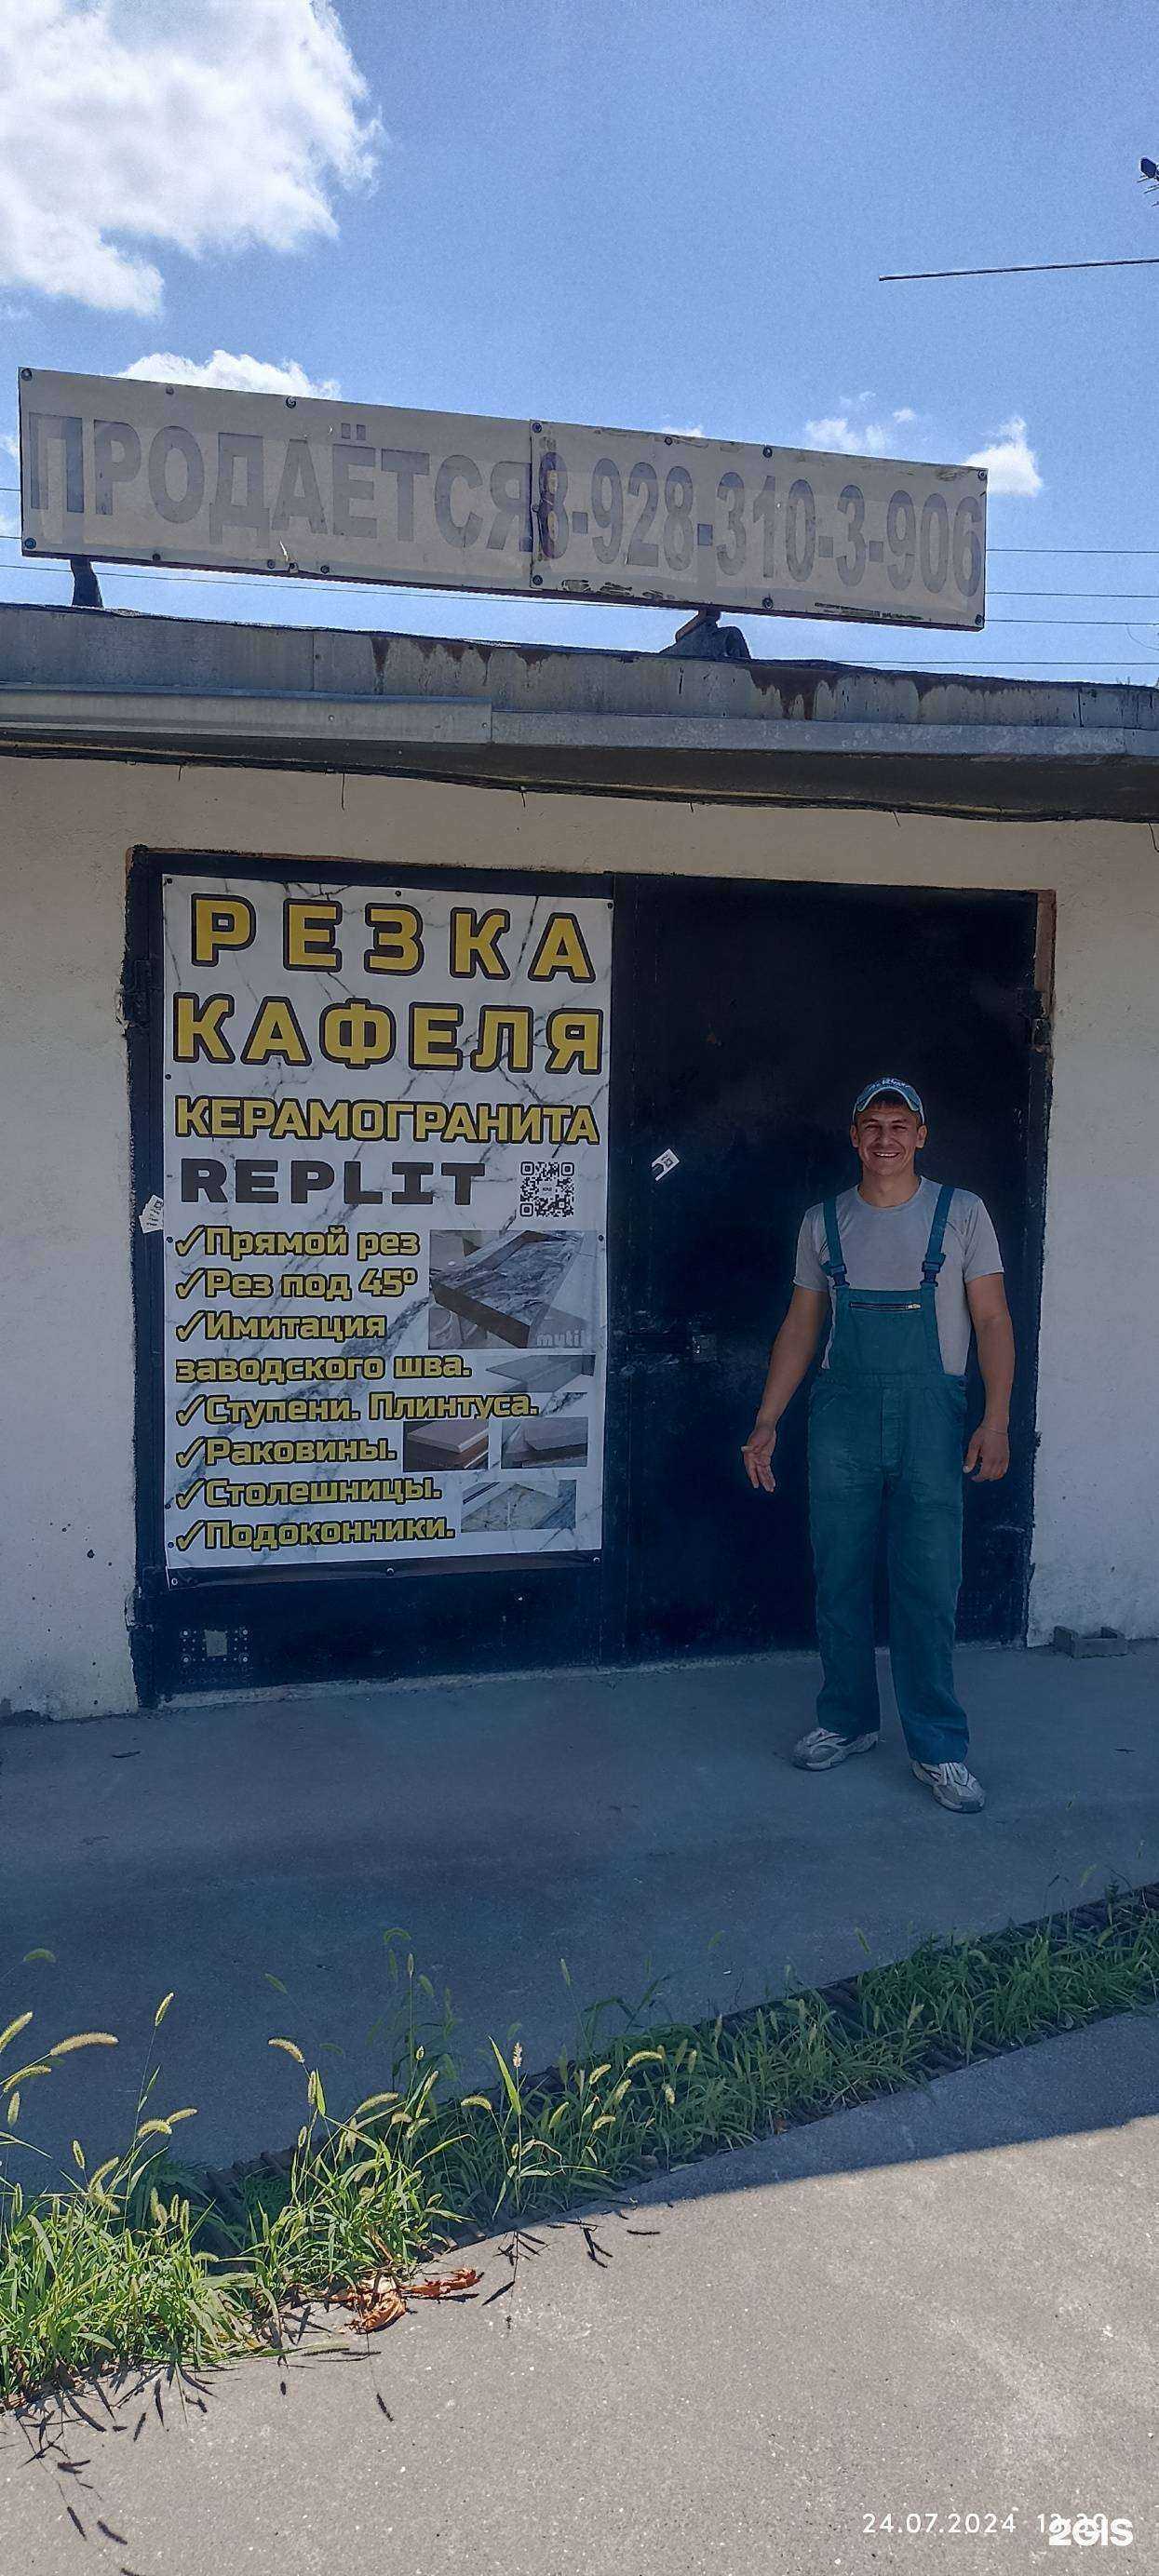 ПРОДАЁТСЯ 8-928-310-3-906
РЕЗКА
КАФЕЛЯ
КЕРАМОГРАНИТА
REPLIT
✓Прямой рез
✓Рез под 45°
✓Имитация
заводского шва.
✓Ступени. Плинтуса.
✓Раковины.
✓Столешницы.
✓Подоконники.
24.07.2024
2GIS